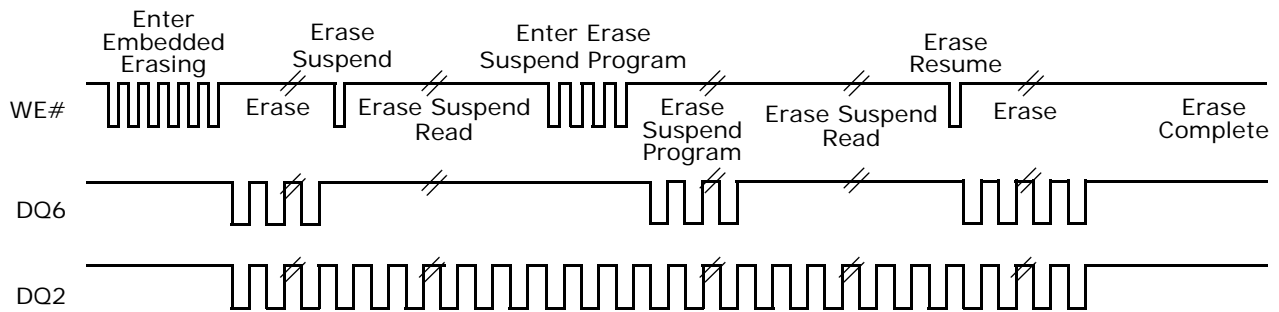 Enter
Embedded
Erasing
Erase
Suspend
Enter Erase
Suspend Program
Erase
Resume
WE#
Erase
Erase Suspend
Read
Erase
Suspend
Program
Erase Suspend
Read
Erase
Erase
Complete
DQ6
DQ2